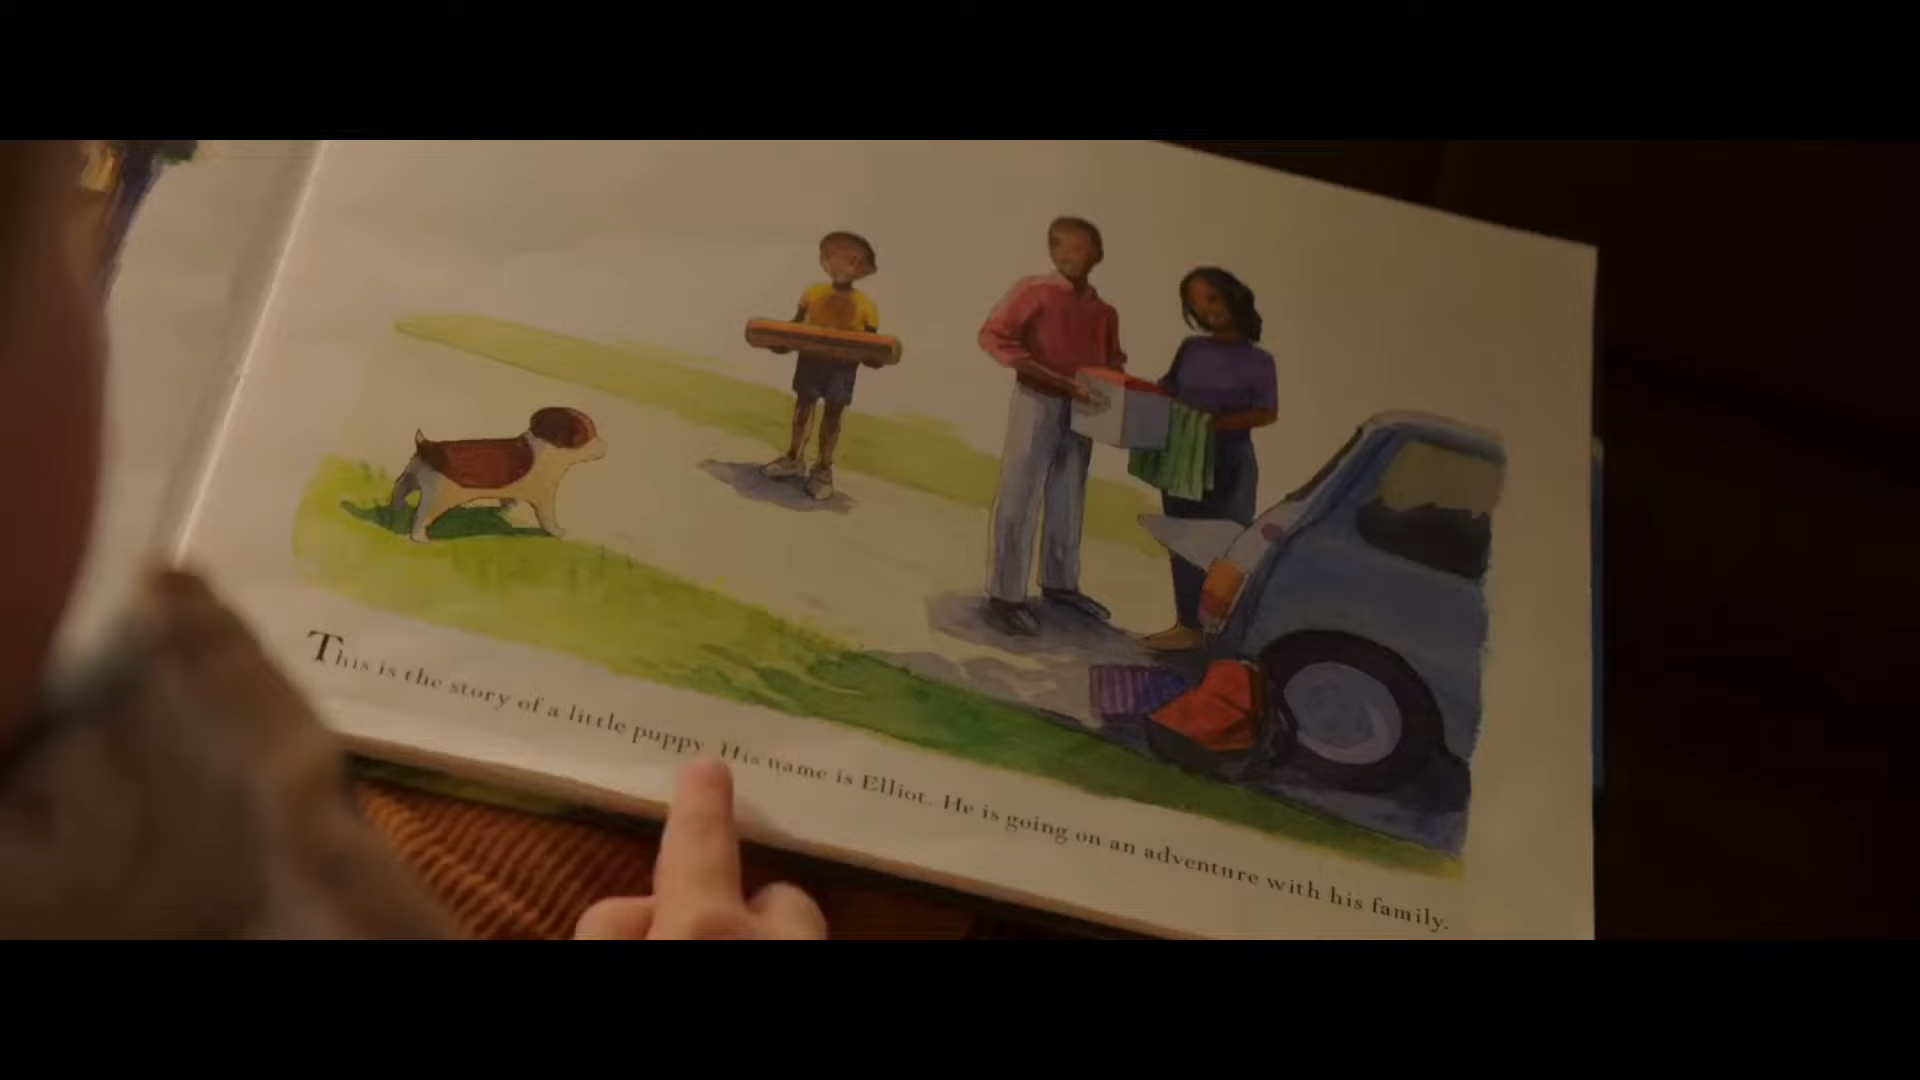 This is the story of a little puppy. His name is Elliot. He is going on an adventure with his family.